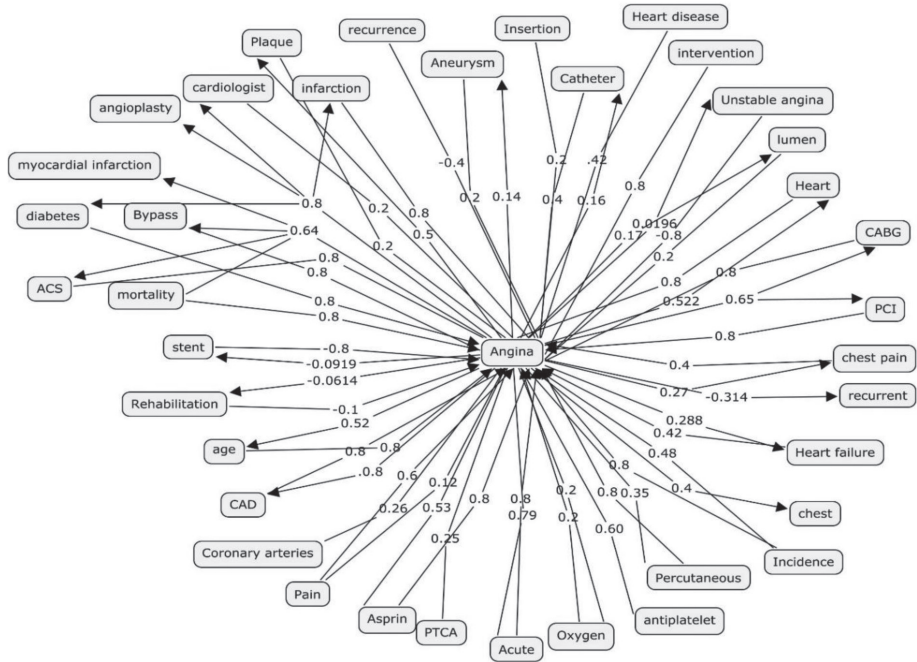 Heart disease
recurrence
Insertion
Plaque
intervention
Aneurysm
Catheter
cardiologist
infarction
Unstable angina
angioplasty
lumen
myocardial infarction
-0.4
0.2
.42
Heart
0.8
0.2
0.14
0.4
0.16
0.8
diabetes
Bypass
0.2
0.8
0.0196
0.64
0.5
0.17
-0.8
CABG
0.2
0.8
0.2
0.8
0.8
0.8
ACS
mortality
0.8
0.522
0.65
0.8
PCI
0.8
stent
-0.8
Angina
chest pain
-0.0919
0.4
-0.0614
0.27
-0.314
recurrent
Rehabilitation
-0.1
0.52
0.288
0.42
age
0.8
0.8
0.48
Heart failure
.0.8
0.6
0.12
0.8
0.4
CAD
0.26
0.53
0.8
0.8
0.79
0.2
0.8
0.35
chest
0.2
0.60
0.25
Coronary arteries
Incidence
Percutaneous
Pain
Asprin
PTCA
antiplatelet
Oxygen
Acute